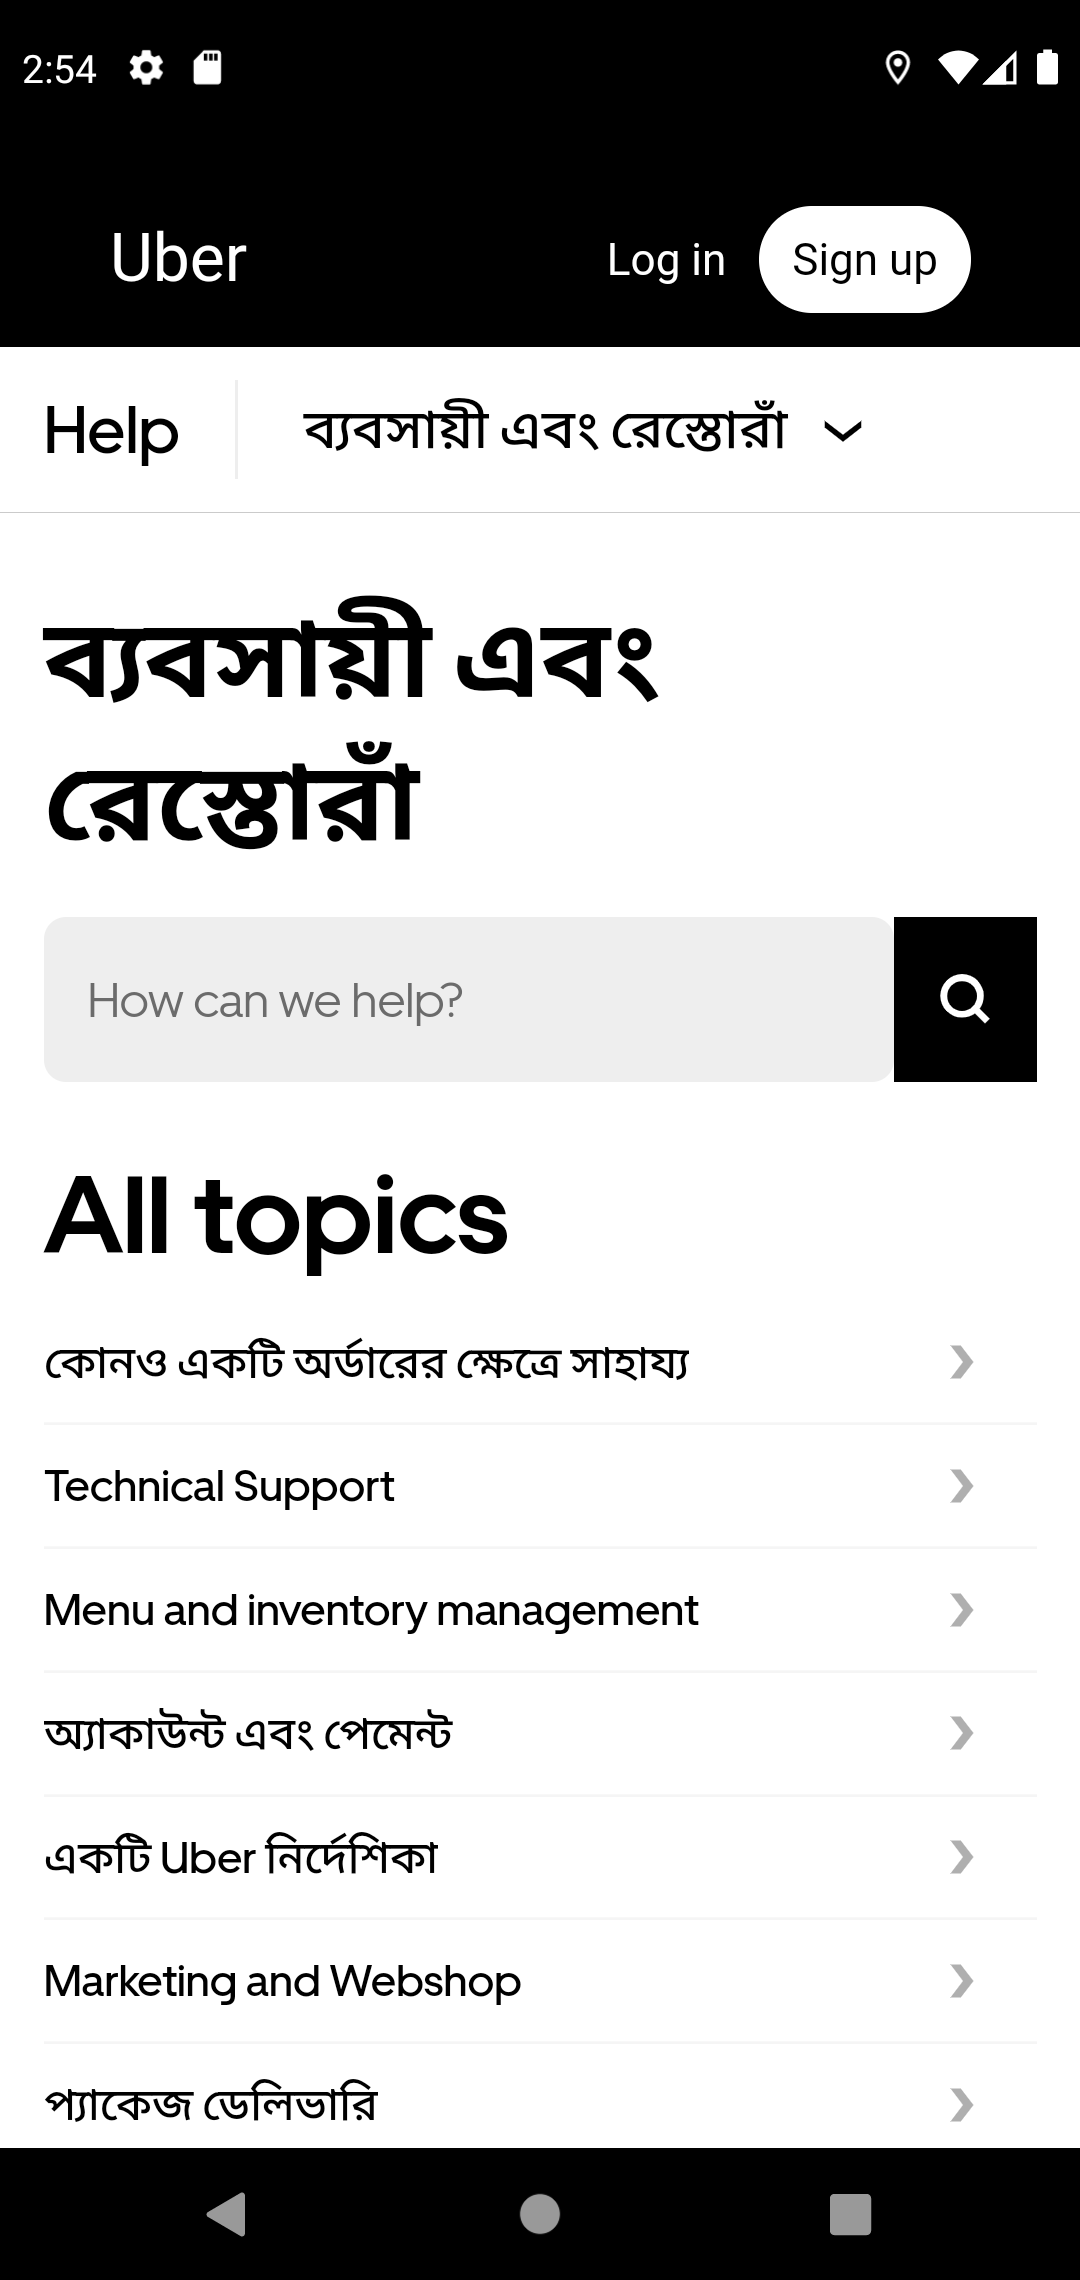 2:54
Uber
Log in
Sign up
Help
ব্যবসায়ী এবং রেস্তোরাঁ
ব্যবসায়ী এবং
রেস্তোরাঁ
How can we help?
All topics
কোনও একটি অর্ডারের ক্ষেত্রে সাহায্য
Technical Support
Menu and inventory management
অ্যাকাউন্ট এবং পেমেন্ট
একটি Uber নির্দেশিকা
Marketing and Webshop
প্যাকেজ ডেলিভারি